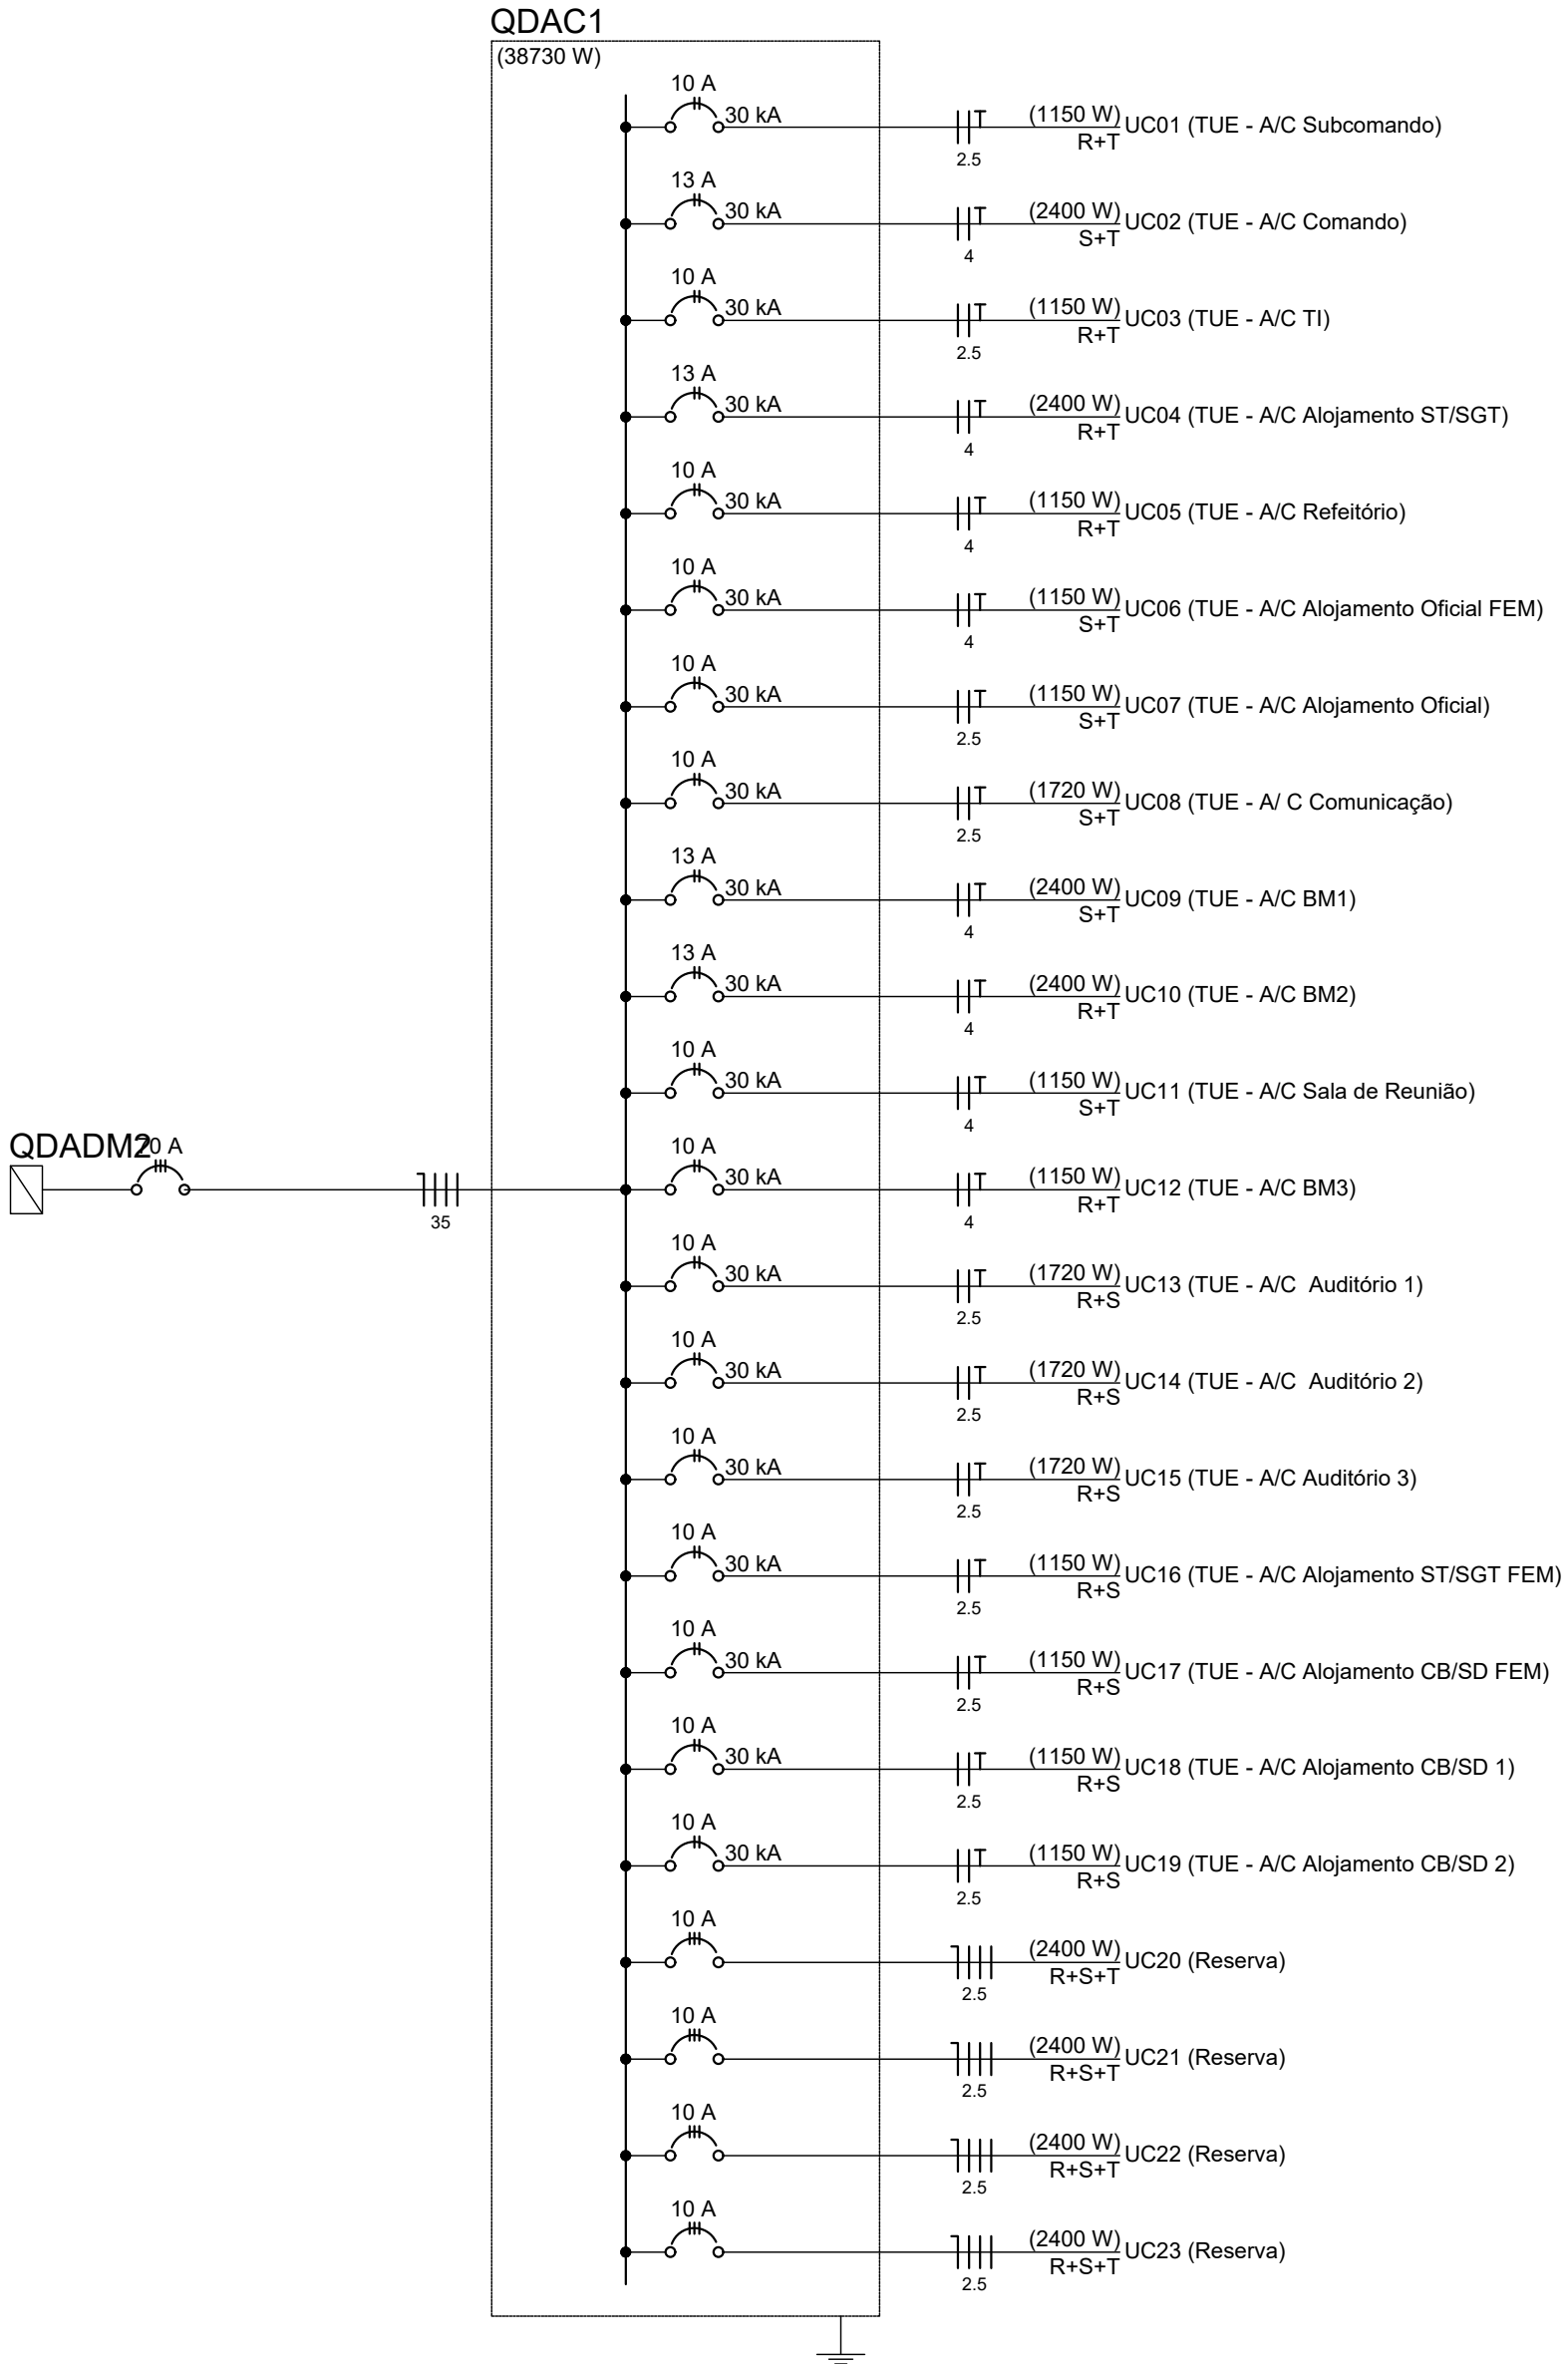 QDAC1
(38730 W)
10 A
30 kA
(1150 W)
UC01 (TUE - A/C Subcomando)
R+T
2.5
13 A
30 kA
(2400 W)
UC02 (TUE - A/C Comando)
S+T
4
10 A
30 kA
(1150 W)
UC03 (TUE - A/C TI)
R+T
2.5
13 A
30 kA
(2400 W)
UC04 (TUE - A/C Alojamento ST/SGT)
R+T
4
10 A
30 kA
(1150 W)
UC05 (TUE - A/C Refeitório)
R+T
4
10 A
30 kA
(1150 W)
UC06 (TUE - A/C Alojamento Oficial FEM)
S+T
4
10 A
30 kA
(1150 W)
UC07 (TUE - A/C Alojamento Oficial)
S+T
2.5
10 A
30 kA
(1720 W)
UC08 (TUE - A/ C Comunicação)
S+T
2.5
13 A
30 kA
(2400 W)
UC09 (TUE - A/C BM1)
S+T
4
13 A
30 kA
(2400 W)
UC10 (TUE - A/C BM2)
R+T
4
10 A
30 kA
(1150 W)
UC11 (TUE - A/C Sala de Reunião)
S+T
4
QDADM2
70 A
35
10 A
30 kA
(1150 W)
UC12 (TUE - A/C BM3)
R+T
4
10 A
30 kA
(1720 W)
UC13 (TUE - A/C  Auditório 1)
R+S
2.5
10 A
30 kA
(1720 W)
UC14 (TUE - A/C  Auditório 2)
R+S
2.5
10 A
30 kA
(1720 W)
UC15 (TUE - A/C Auditório 3)
R+S
2.5
10 A
30 kA
(1150 W)
UC16 (TUE - A/C Alojamento ST/SGT FEM)
R+S
2.5
10 A
30 kA
(1150 W)
UC17 (TUE - A/C Alojamento CB/SD FEM)
R+S
2.5
10 A
30 kA
(1150 W)
UC18 (TUE - A/C Alojamento CB/SD 1)
R+S
2.5
10 A
30 kA
(1150 W)
UC19 (TUE - A/C Alojamento CB/SD 2)
R+S
2.5
10 A
(2400 W)
UC20 (Reserva)
R+S+T
2.5
10 A
(2400 W)
UC21 (Reserva)
R+S+T
2.5
10 A
(2400 W)
UC22 (Reserva)
R+S+T
2.5
10 A
(2400 W)
UC23 (Reserva)
R+S+T
2.5